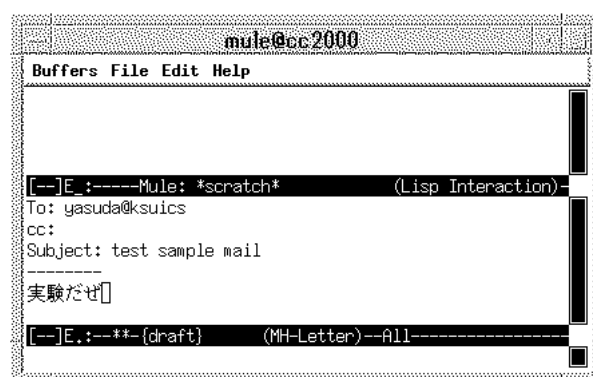 mule@cc2000
Buffers File Edit Help
[--]E_:-----Mule: *scratch* (Lisp Interaction)-
To: yasuda@ksuics
cc:
Subject: test sample mail
--------
実験だぜ
[--]E.:--**-{draft} (MH-Letter)--All-----------------